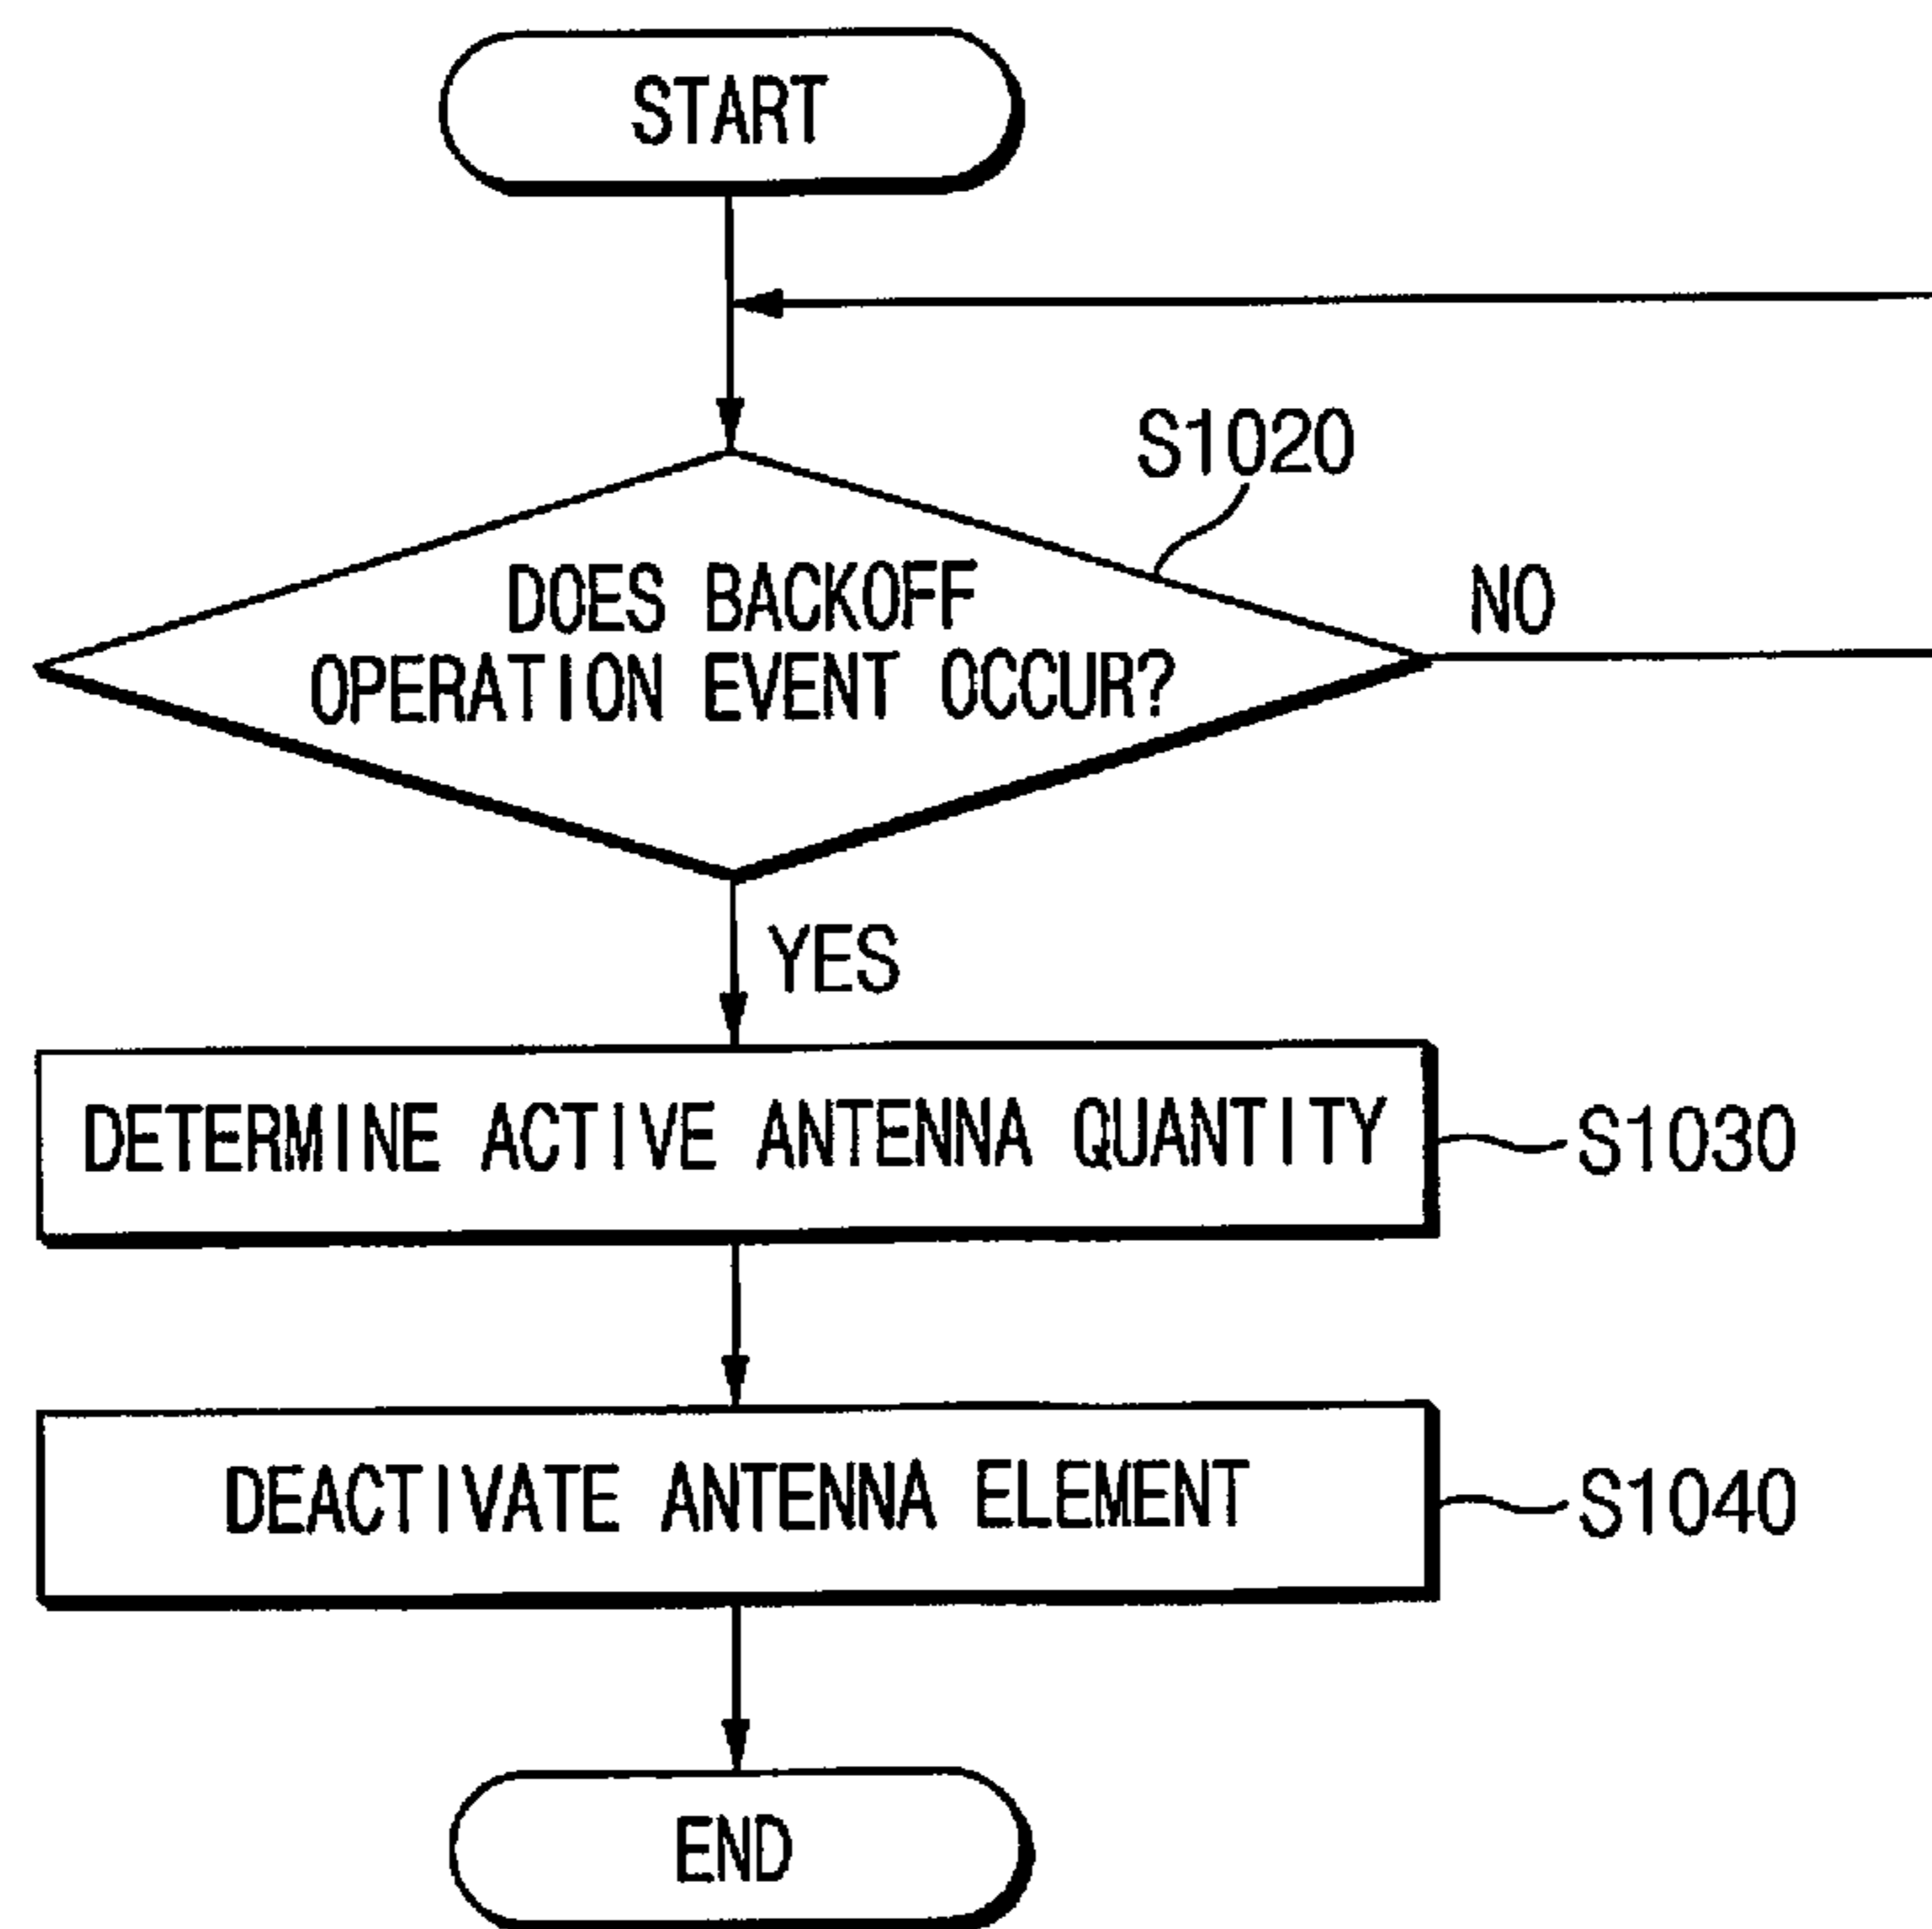 START
S1020
DOES BACKOFF
OPERATION EVENT OCCUR?
NO
YES
DETERMINE ACTIVE ANTENNA QUANTITY
S1030
DEACTIVATE ANTENNA ELEMENT
S1040
END